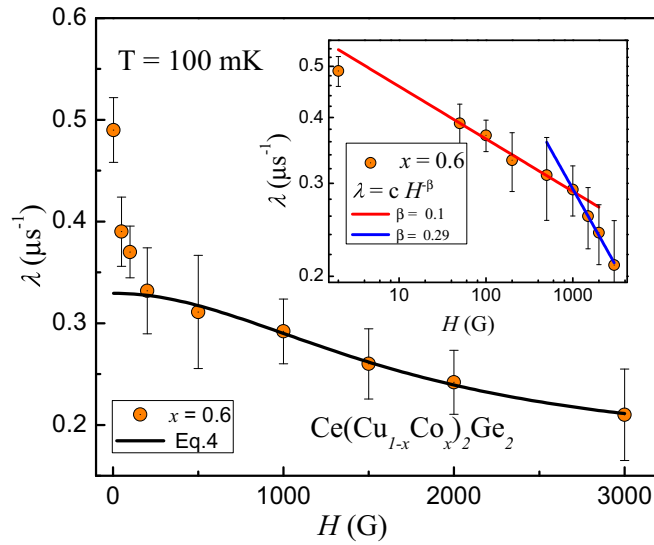 0.6
0.5
0.4
0.3
0.2
λ (μs⁻¹)
T = 100 mK
0.5
0.4
0.3
0.2
λ (μs⁻¹)
x = 0.6
λ = c H^-β
β = 0.1
β = 0.29
10 100 1000
H (G)
x = 0.6
Eq.4
Ce(Cu₁₋ₓCoₓ)₂Ge₂
0 1000 2000 3000
H (G)